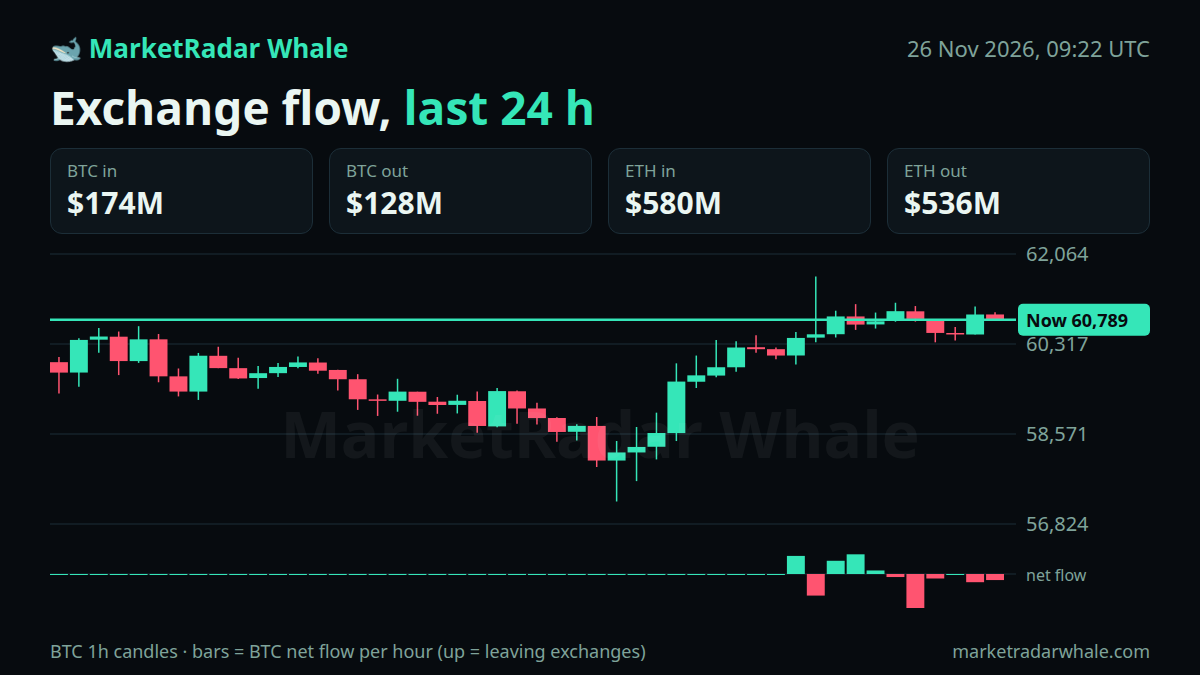 🐳 MarketRadar Whale
26 Nov 2026, 09:22 UTC
Exchange flow, last 24 h
BTC in
$174M
BTC out
$128M
ETH in
$580M
ETH out
$536M
62,064
Now 60,789
60,317
58,571
56,824
MarketRadar Whale
net flow
BTC 1h candles · bars = BTC net flow per hour (up = leaving exchanges)
marketradarwhale.com